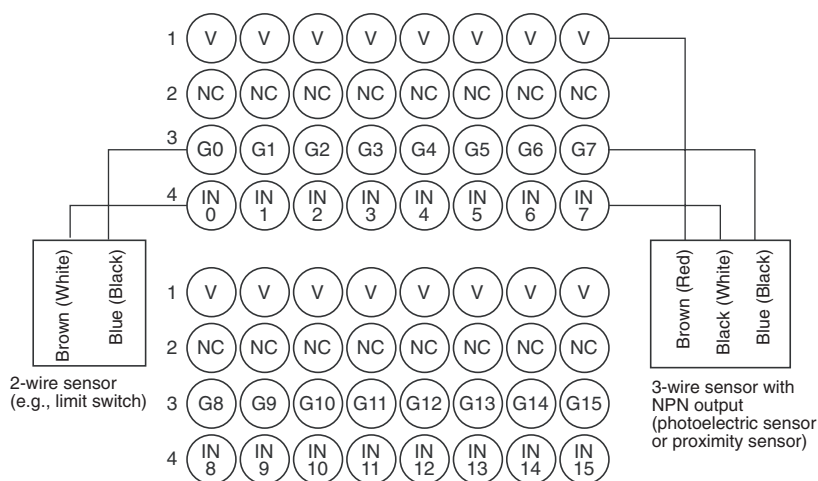 1 V V V V V V V V
2 NC NC NC NC NC NC NC NC
3 G0 G1 G2 G3 G4 G5 G6 G7
4 IN 0 IN 1 IN 2 IN 3 IN 4 IN 5 IN 6 IN 7
Brown (White)
Blue (Black)
2-wire sensor
(e.g., limit switch)
Brown (Red)
Black (White)
Blue (Black)
3-wire sensor with
NPN output
(photoelectric sensor
or proximity sensor)
1 V V V V V V V V
2 NC NC NC NC NC NC NC NC
3 G8 G9 G10 G11 G12 G13 G14 G15
4 IN 8 IN 9 IN 10 IN 11 IN 12 IN 13 IN 14 IN 15